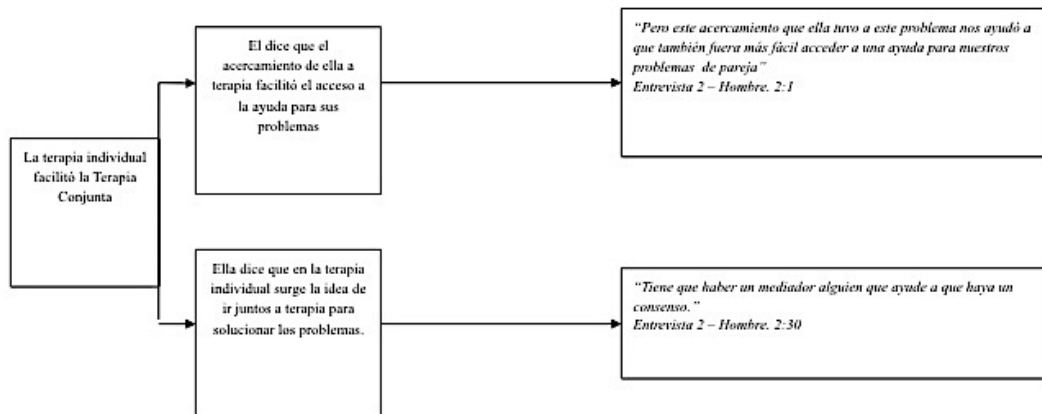 La terapia individual
facilitó la Terapia
Conjunta
El dice que el
acercamiento de ella a
terapia facilitó el acceso a
la ayuda para sus
problemas
“Pero este acercamiento que ella tuvo a este problema nos ayudó a
que también fuera más fácil acceder a una ayuda para nuestros
problemas de pareja”
Entrevista 2 – Hombre. 2:1
Ella dice que en la terapia
individual surge la idea de
ir juntos a terapia para
solucionar los problemas.
“Tiene que haber un mediador alguien que ayude a que haya un
consenso.”
Entrevista 2 – Hombre. 2:30